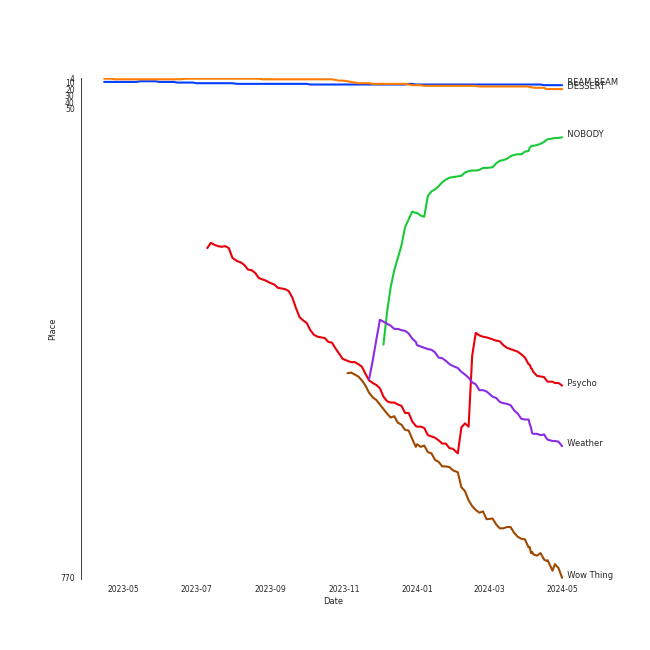 4
10
20
30
40
50
770
Place
BEAM BEAM
DESSERT
NOBODY
Psycho
Weather
Wow Thing
2023-05
2023-07
2023-09
2023-11
2024-01
2024-03
2024-05
Date